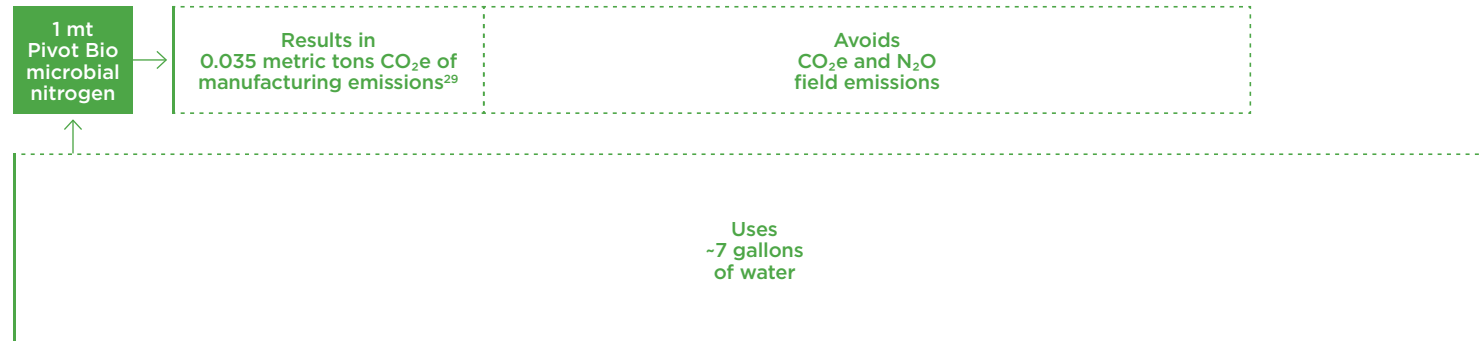 1 mt
Pivot Bio
microbial
nitrogen
Results in
0.035 metric tons CO₂e of
manufacturing emissions²⁹
Avoids
CO₂e and N₂O
field emissions
Uses
~7 gallons
of water